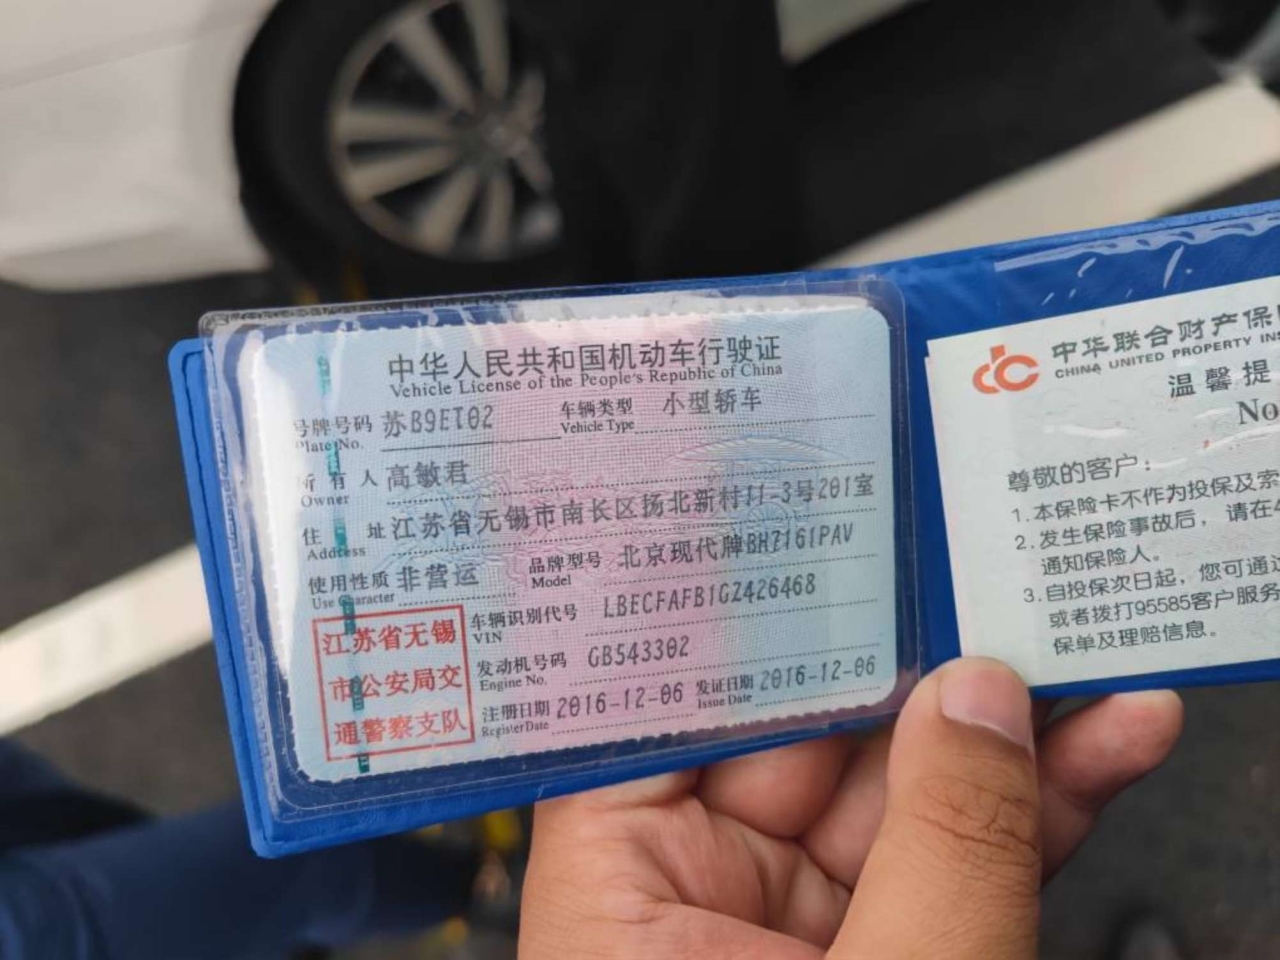 中华人民共和国机动车行驶证
Vehicle License of the People's Republic of China
号牌号码 苏B9ET02 车辆类型 小型轿车
Plate No. Vehicle Type
所有人 高敏君
Owner
住址 江苏省无锡市南长区扬北新村11-3号201室
Address
使用性质 非营运 品牌型号 北京现代牌BH7161PAV
Use Character Model
车辆识别代号 LBECFAFB1GZ426468
VIN
发动机号码 GB543302
Engine No.
注册日期 2016-12-06 发证日期 2016-12-06
Register Date Issue Date
江苏省无锡
市公安局交
通警察支队
中华联合财产保
CHINA UNITED PROPERTY INS
温馨提
No
尊敬的客户：
1. 本保险卡不作为投保及索
2. 发生保险事故后，请在4
通知保险人。
3. 自投保次日起，您可通过
或者拨打95585客户服务
保单及理赔信息。